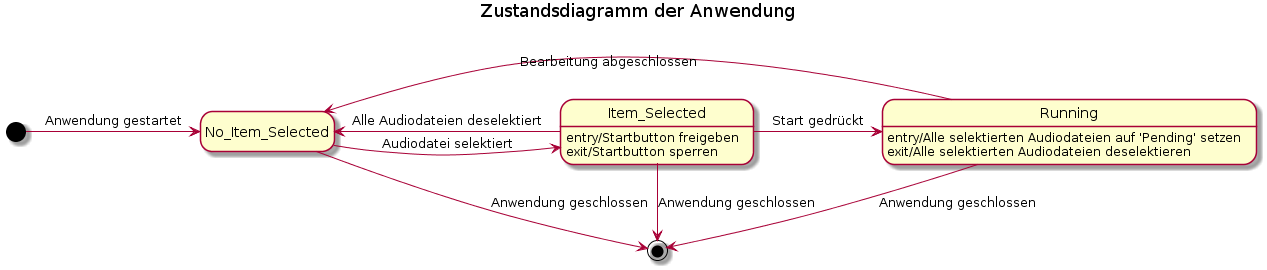 Zustandsdiagramm der Anwendung
Bearbeitung abgeschlossen
Anwendung gestartet
No_Item_Selected
Alle Audiodateien deselektiert
Audiodatei selektiert
Item_Selected
entry/Startbutton freigeben
exit/Startbutton sperren
Start gedrückt
Running
entry/Alle selektierten Audiodateien auf 'Pending' setzen
exit/Alle selektierten Audiodateien deselektieren
Anwendung geschlossen
Anwendung geschlossen
Anwendung geschlossen